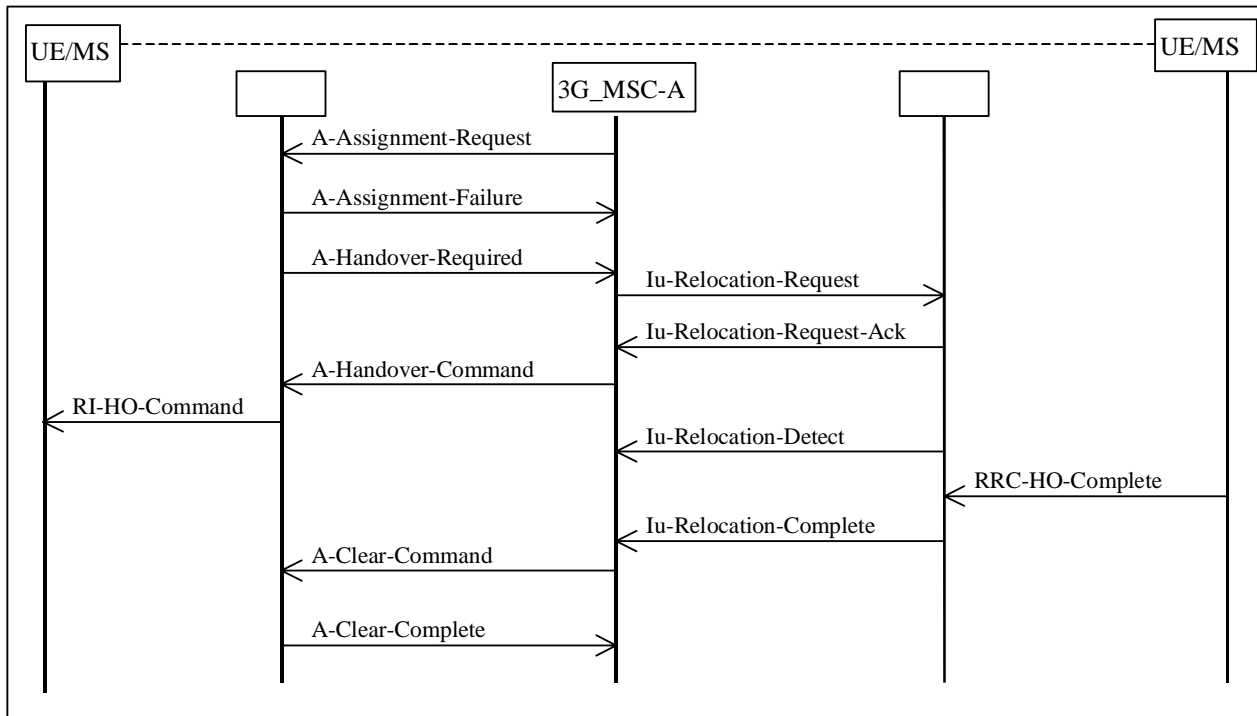 UE/MS
UE/MS
3G_MSC-A
A-Assignment-Request
A-Assignment-Failure
A-Handover-Required
Iu-Relocation-Request
Iu-Relocation-Request-Ack
A-Handover-Command
RI-HO-Command
Iu-Relocation-Detect
RRC-HO-Complete
Iu-Relocation-Complete
A-Clear-Command
A-Clear-Complete